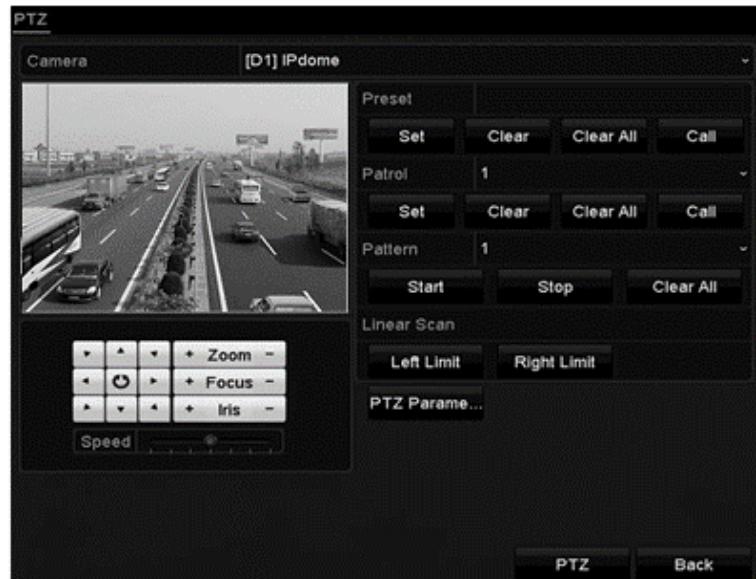 PTZ
Camera [D1] IPdome
Preset
Set Clear Clear All Call
Patrol 1
Set Clear Clear All Call
Pattern 1
Start Stop Clear All
Linear Scan
Left Limit Right Limit
PTZ Parame...
+ Zoom -
+ Focus -
+ Iris -
Speed
PTZ Back